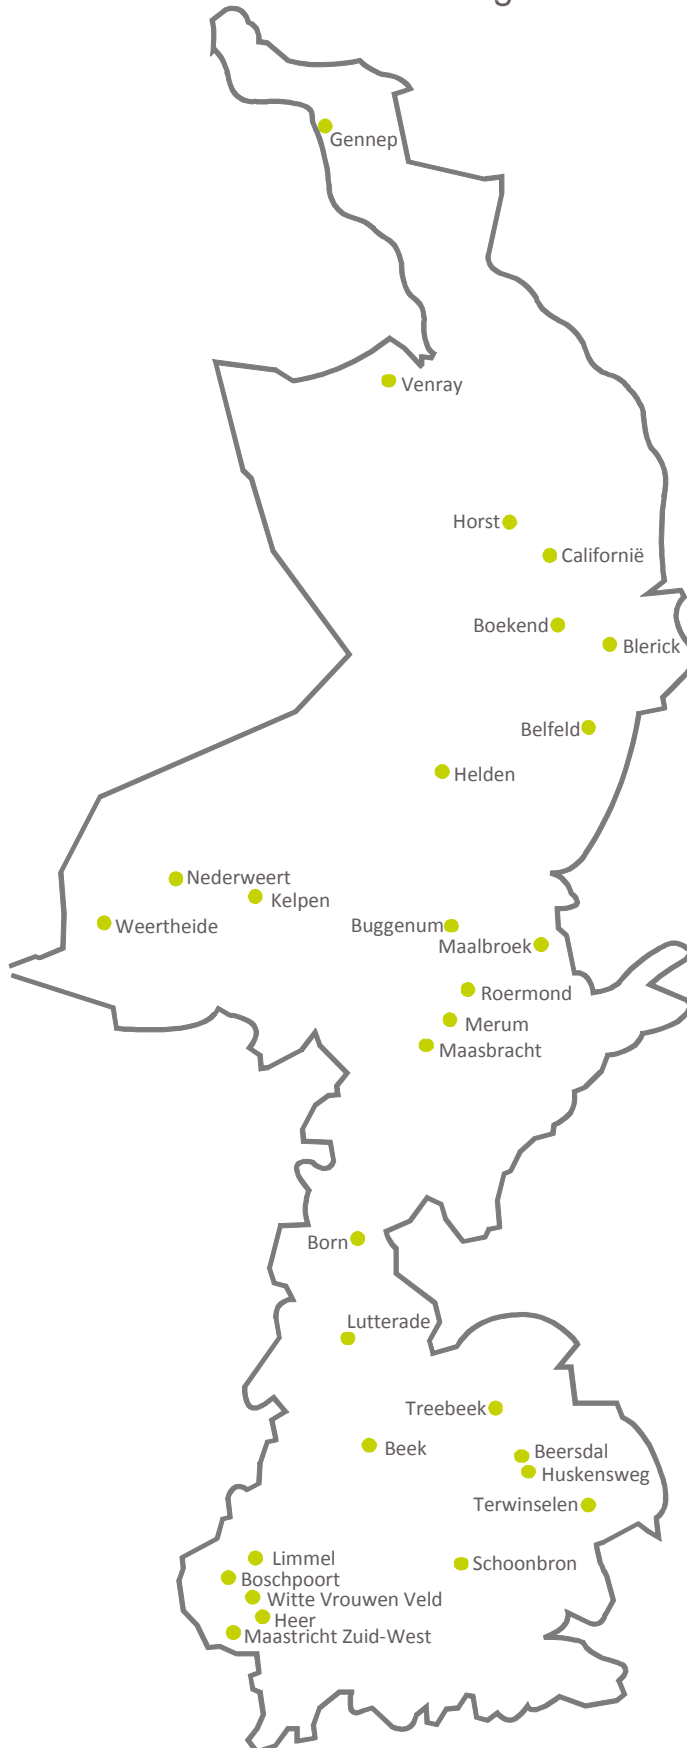 Gennep
Venray
Horst
Californië
Boekend
Blerick
Belfeld
Helden
Nederweert
Kelpen
Weertheide
Buggenum
Maalbroek
Roermond
Merum
Maasbracht
Born
Lutterade
Treebeek
Beek
Beersdal
Huskensweg
Terwinselen
Limmel
Schoonbron
Boschpoort
Witte Vrouwen Veld
Heer
Maastricht Zuid-West